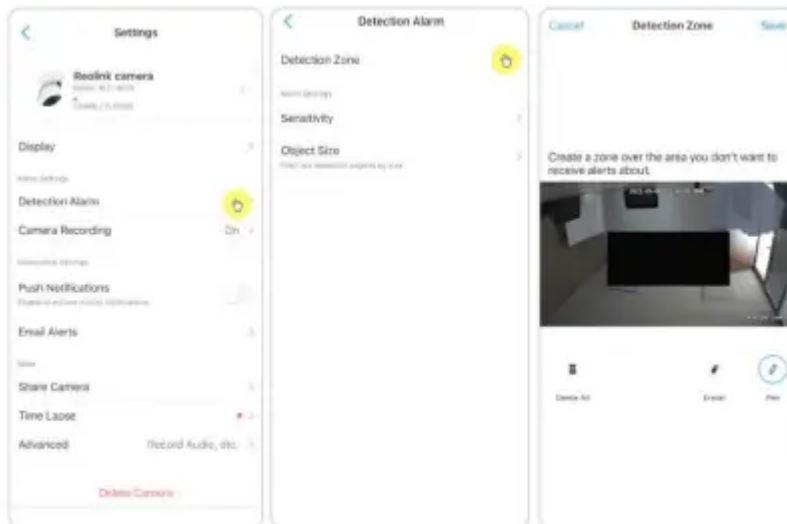 Settings
Reolink camera
Display
Detection Alarm
Camera Recording
On
Push Notifications
Email Alerts
Share Camera
Time Lapse
Advanced
Record Audio, etc.
Delete Camera
Detection Alarm
Detection Zone
Alarm Settings
Sensitivity
Object Size
Cancel
Detection Zone
Save
Create a zone over the area you don't want to
receive alerts about.
Delete All
Eraser
Pen